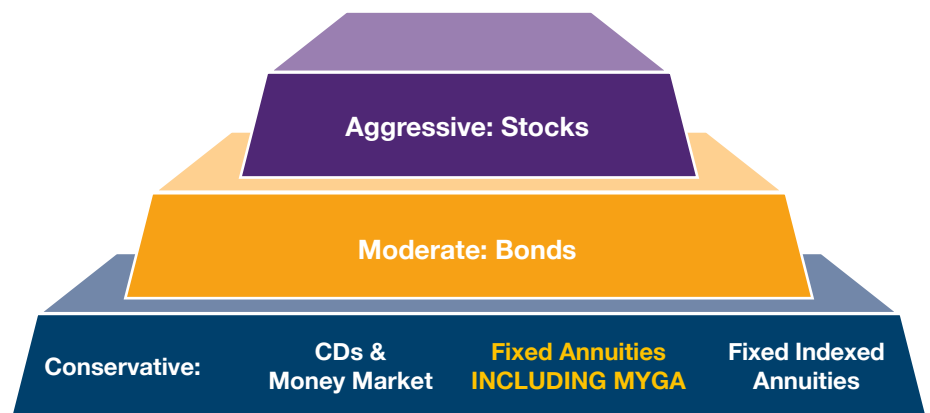 Aggressive: Stocks
Moderate: Bonds
Conservative:
CDs &
Money Market
Fixed Annuities
INCLUDING MYGA
Fixed Indexed
Annuities